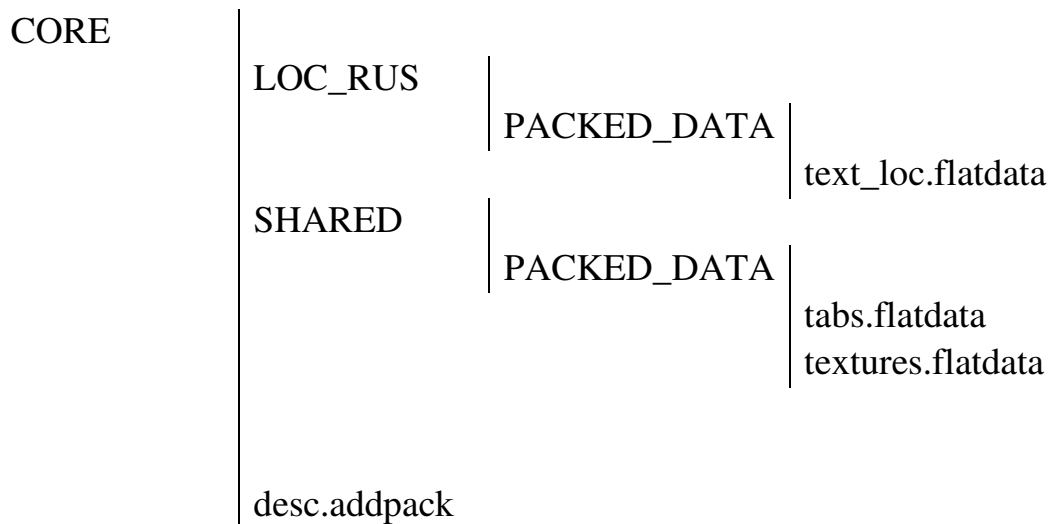 CORE
LOC_RUS
PACKED_DATA
text_loc.flatdata
SHARED
PACKED_DATA
tabs.flatdata
textures.flatdata
desc.addpack